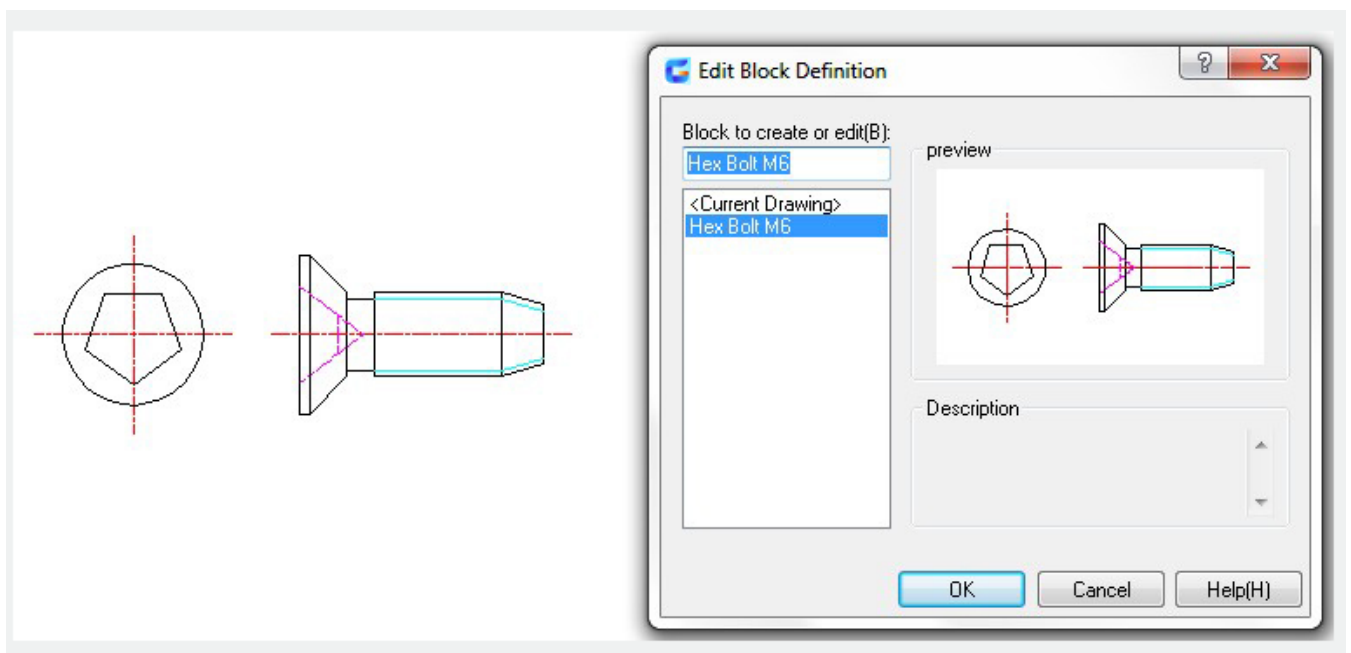 Edit Block Definition
Block to create or edit(B):
Hex Bolt M6
<Current Drawing>
Hex Bolt M6
preview
Description
OK
Cancel
Help(H)